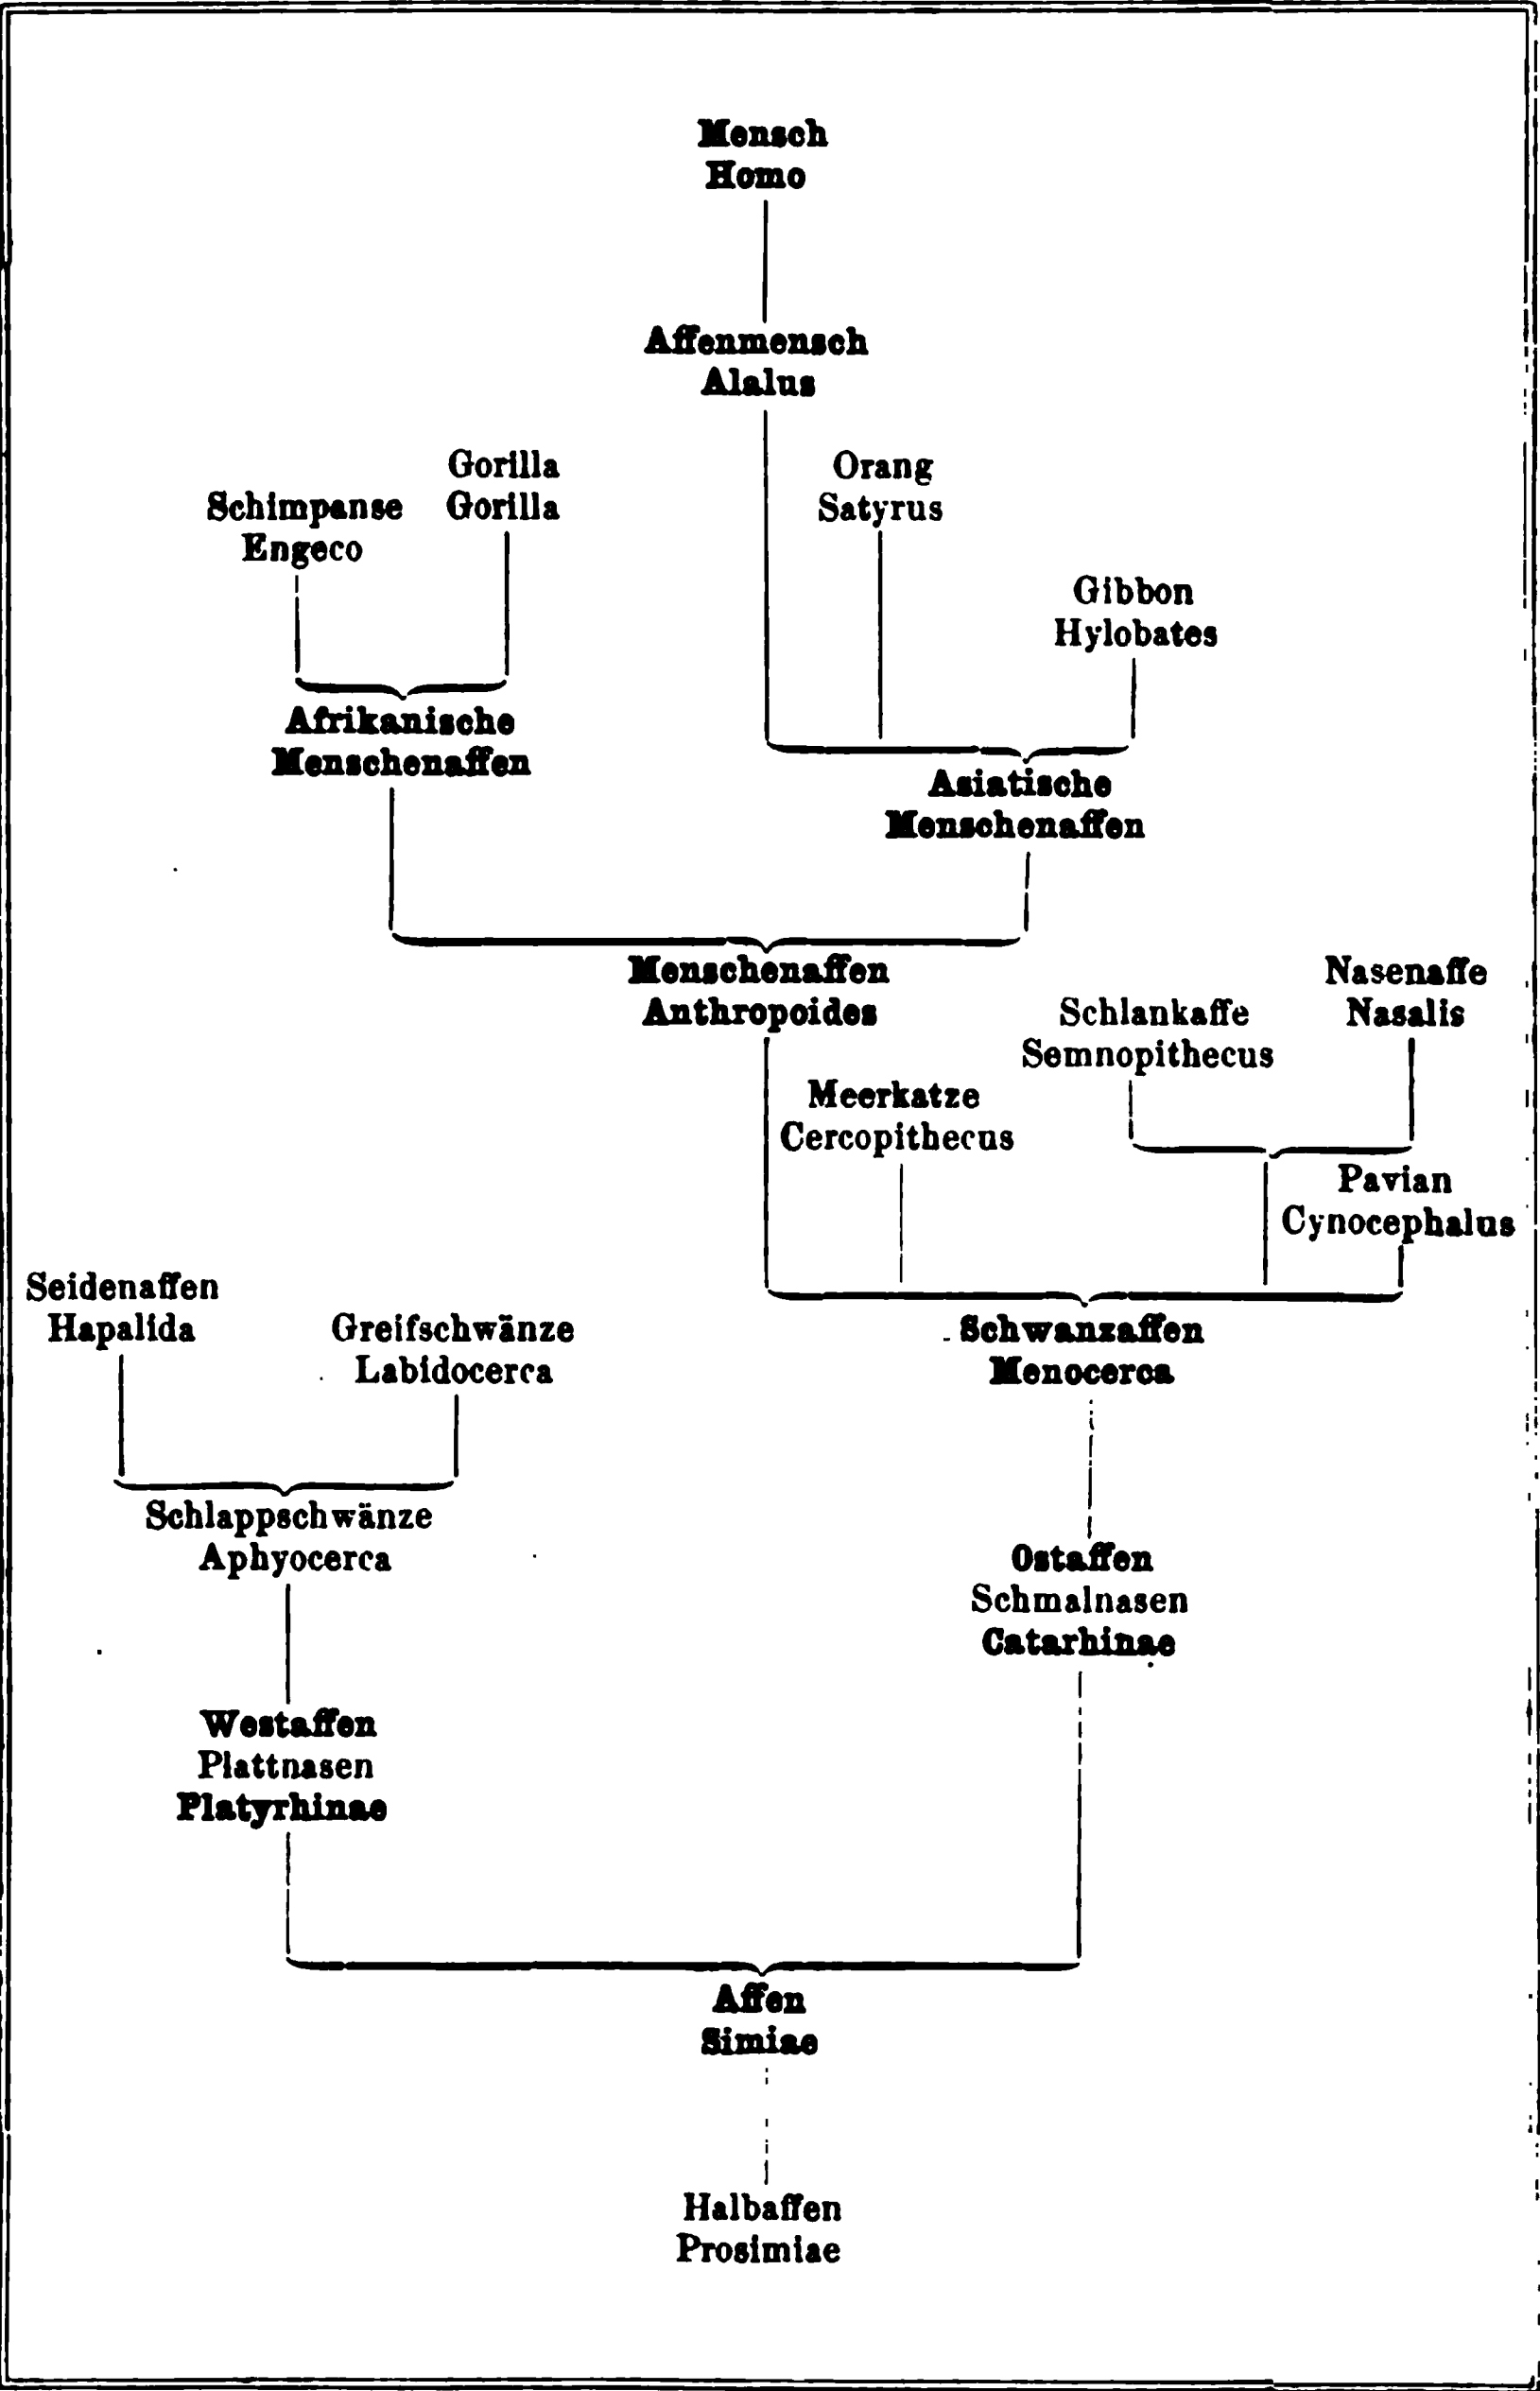 Mensch
Homo
Affenmensch
Alalus
Gorilla
Gorilla
Schimpanse
Engeco
Orang
Satyrus
Gibbon
Hylobates
Afrikanische
Menschenaffen
Asiatische
Menschenaffen
Menschenaffen
Anthropoides
Nasenaffe
Nasalis
Schlankaffe
Semnopithecus
Meerkatze
Cercopithecus
Pavian
Cynocephalus
Seidenaffen
Hapalida
Greifschwänze
Labidocerca
Schwanzaffen
Menocerca
Schlappschwänze
Aphyocerca
Ostaffen
Schmalnasen
Catarhinae
Westaffen
Plattnasen
Platyrhinae
Affen
Simiae
Halbaffen
Prosimiae